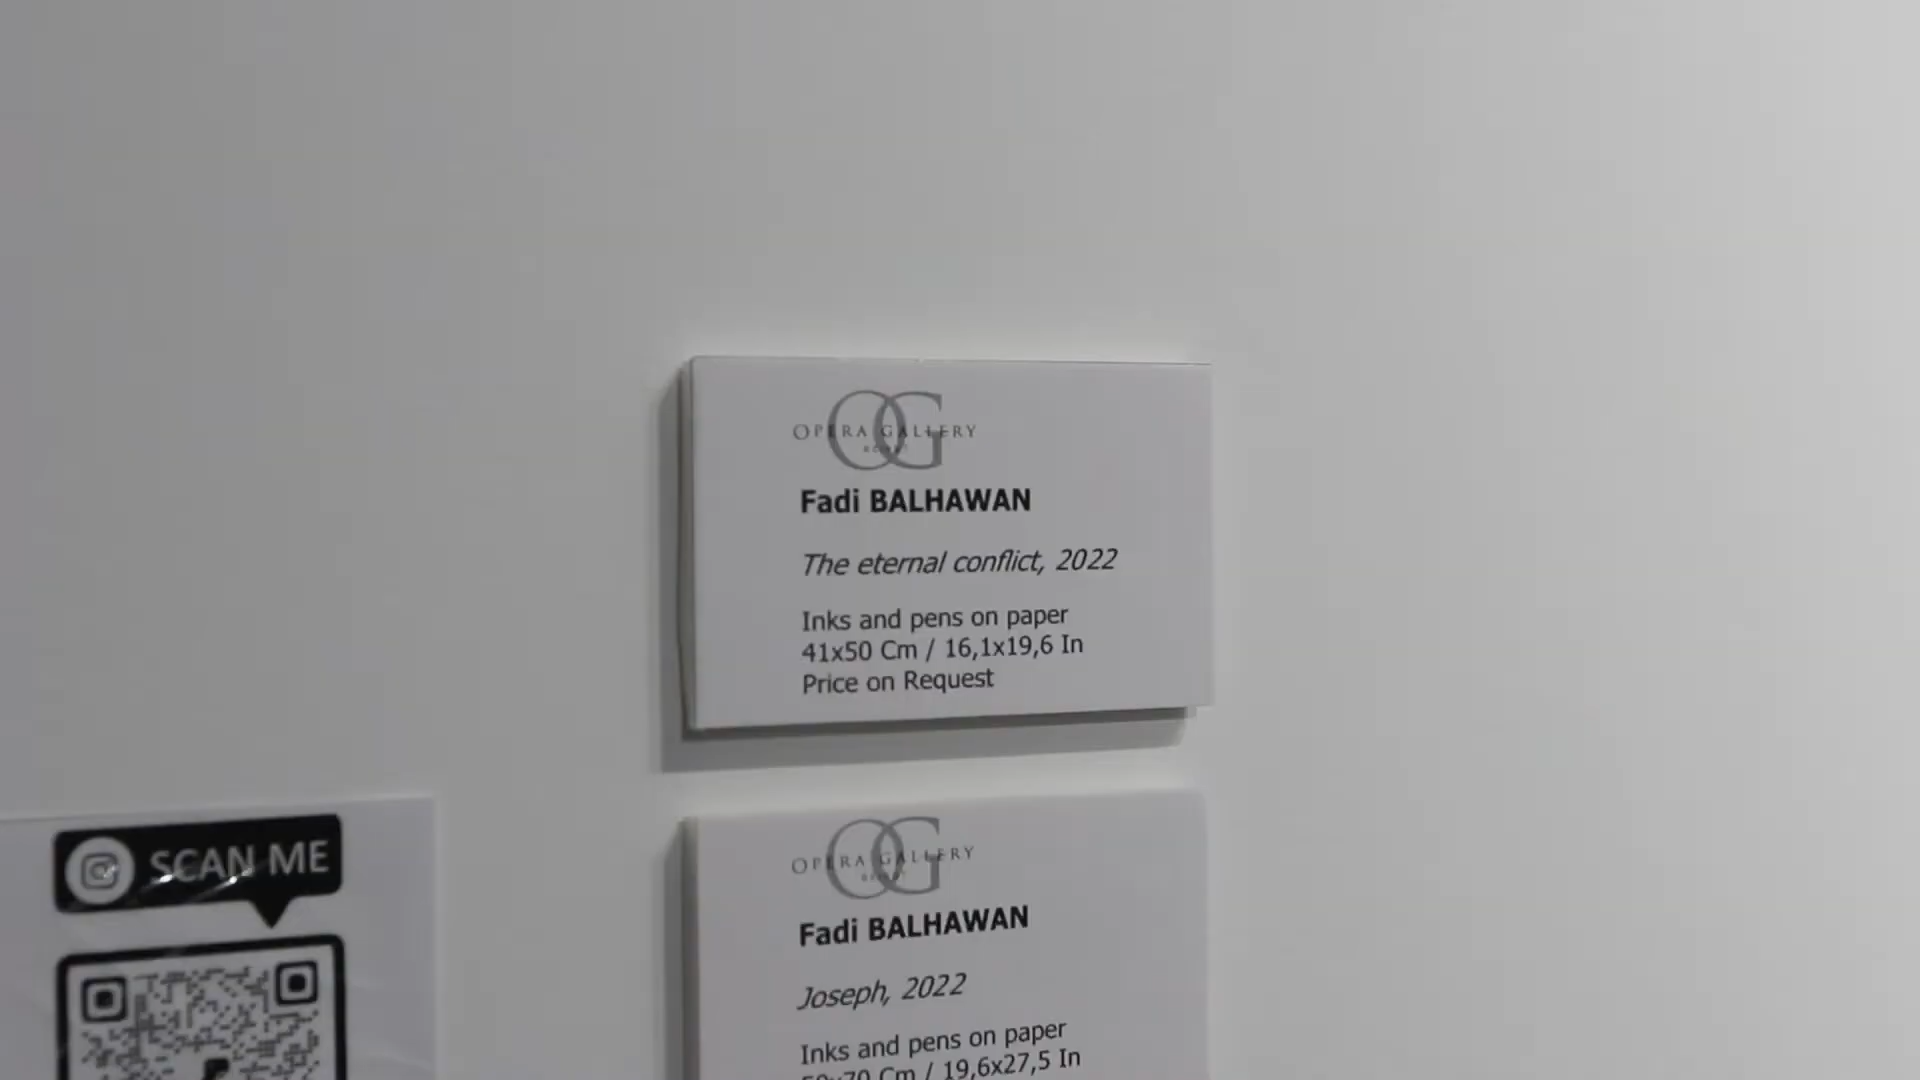 OPERA GALLERY
Fadi BALHAWAN
The eternal conflict, 2022
Inks and pens on paper
41x50 Cm / 16,1x19,6 In
Price on Request
SCAN ME
OPERA GALLERY
Fadi BALHAWAN
Joseph, 2022
Inks and pens on paper
50x70 Cm / 19,6x27,5 In